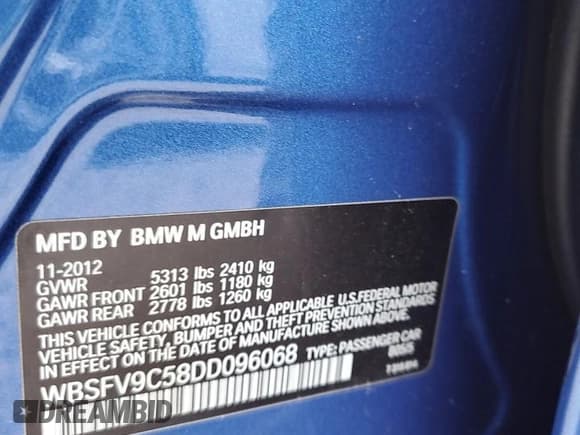 MFD BY BMW M GMBH
11-2012
GVWR 5313 lbs 2410 kg
GAWR FRONT 2601 lbs 1180 kg
GAWR REAR 2778 lbs 1260 kg
THIS VEHICLE CONFORMS TO ALL APPLICABLE U.S.FEDERAL MOTOR
VEHICLE SAFETY, BUMPER, AND THEFT PREVENTION STANDARDS
IN EFFECT ON THE DATE OF MANUFACTURE SHOWN ABOVE.
WBSFV9C58DD096068 TYPE: PASSENGER CAR
DREAMBID